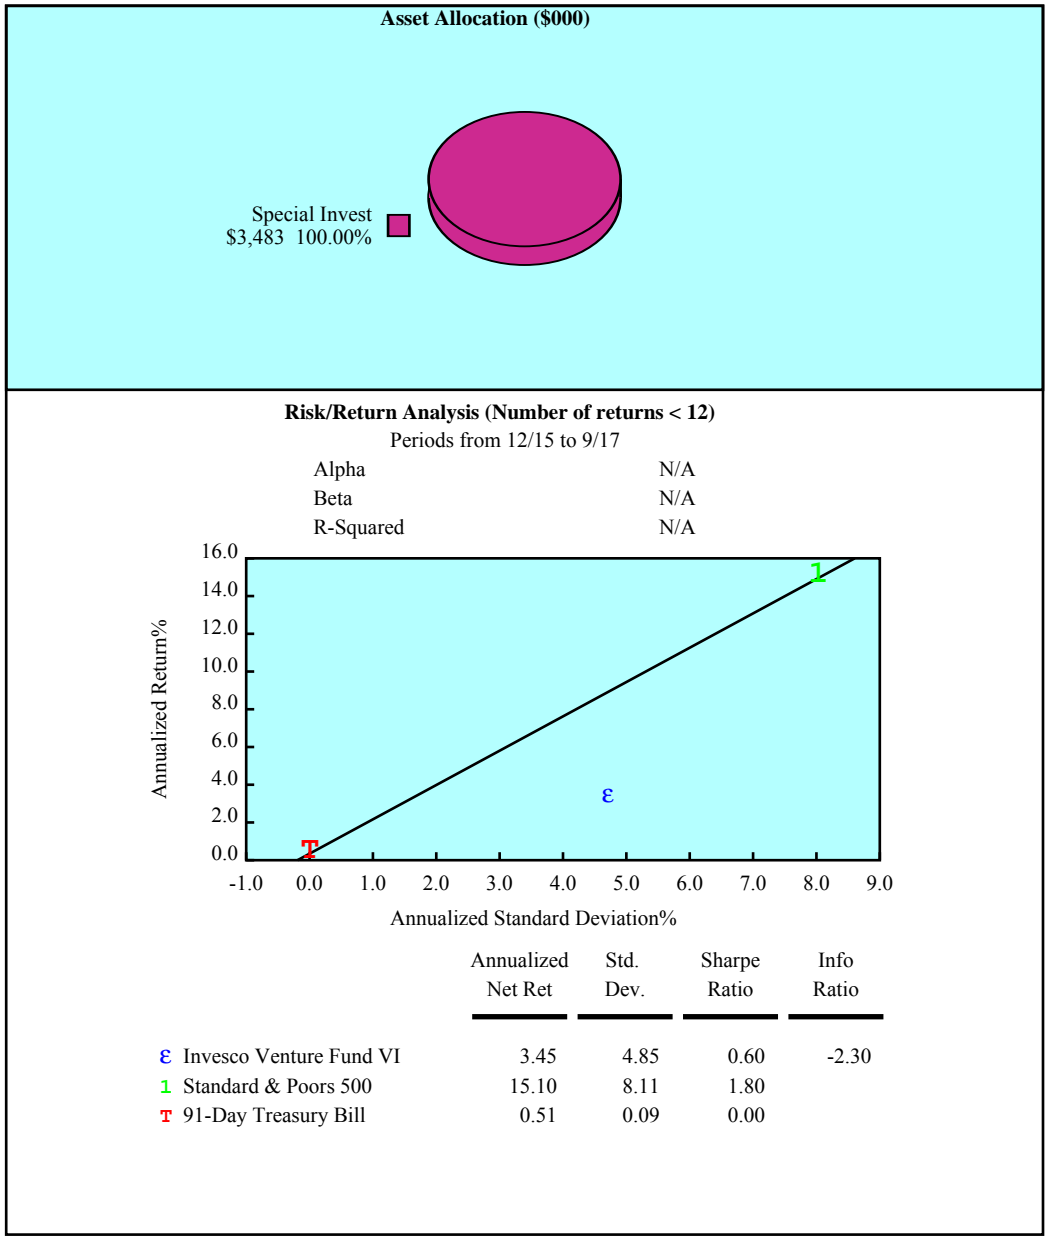 Asset Allocation ($000)
Special Invest
$3,483 100.00%
Risk/Return Analysis (Number of returns < 12)
Periods from 12/15 to 9/17
Alpha N/A
Beta N/A
R-Squared N/A
16.0
14.0
12.0
10.0
8.0
6.0
4.0
2.0
0.0
Annualized Return%
1
ε
T
-1.0 0.0 1.0 2.0 3.0 4.0 5.0 6.0 7.0 8.0 9.0
Annualized Standard Deviation%
Annualized Std. Sharpe Info
Net Ret Dev. Ratio Ratio
ε Invesco Venture Fund VI 3.45 4.85 0.60 -2.30
1 Standard & Poors 500 15.10 8.11 1.80
T 91-Day Treasury Bill 0.51 0.09 0.00